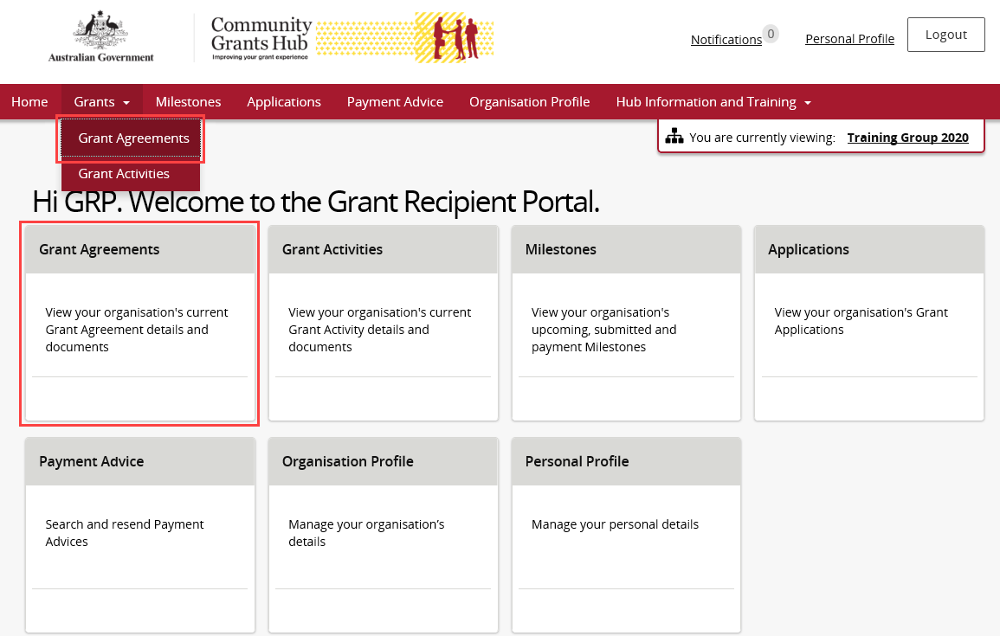 Australian Government
Community
Grants Hub
Improving your grant experience
Notifications 0
Personal Profile
Logout
Home Grants Milestones Applications Payment Advice Organisation Profile Hub Information and Training
Grant Agreements
Grant Activities
You are currently viewing: Training Group 2020
Hi GRP. Welcome to the Grant Recipient Portal.
Grant Agreements
View your organisation's current
Grant Agreement details and
documents
Grant Activities
View your organisation's current
Grant Activity details and
documents
Milestones
View your organisation's
upcoming, submitted and
payment Milestones
Applications
View your organisation's Grant
Applications
Payment Advice
Search and resend Payment
Advices
Organisation Profile
Manage your organisation’s
details
Personal Profile
Manage your personal details